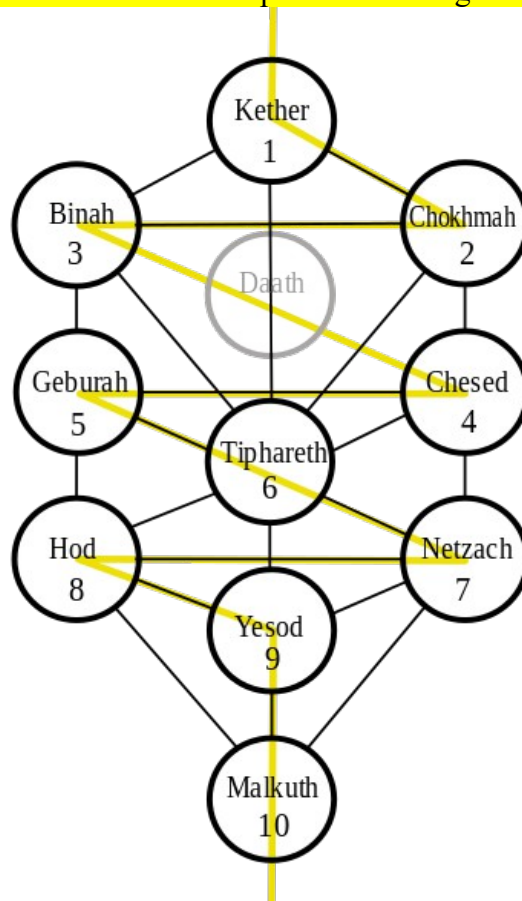 Kether
1
Binah
3
Chokhmah
2
Daath
Geburah
5
Chesed
4
Tiphareth
6
Hod
8
Netzach
7
Yesod
9
Malkuth
10